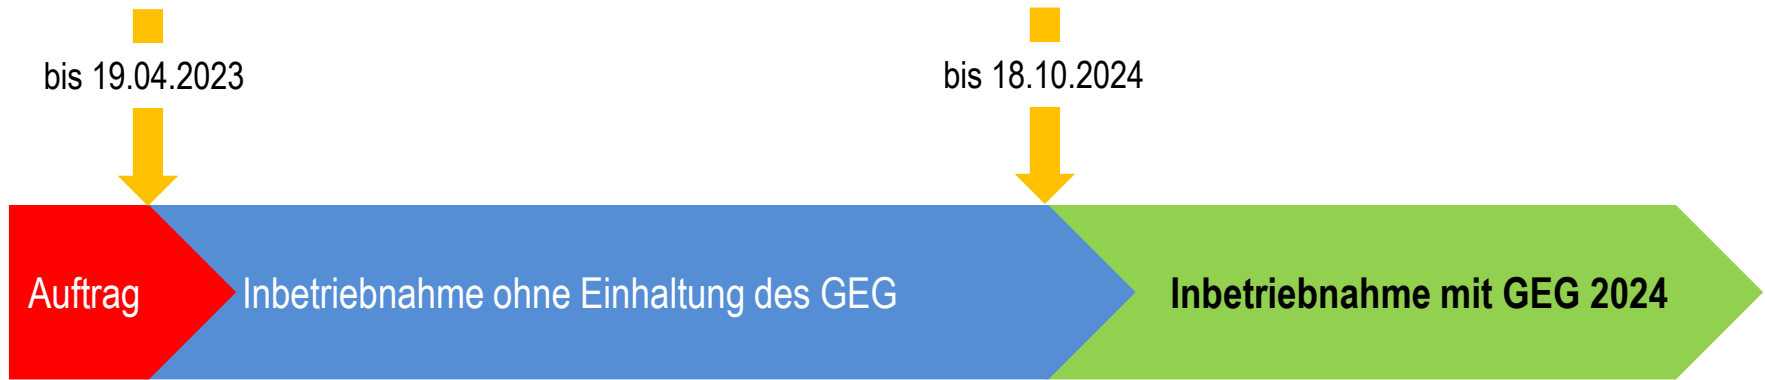 bis 19.04.2023
bis 18.10.2024
Auftrag
Inbetriebnahme ohne Einhaltung des GEG
Inbetriebnahme mit GEG 2024